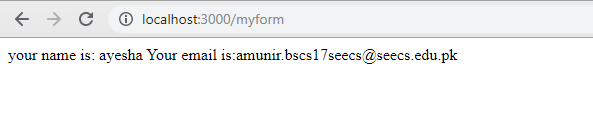 localhost:3000/myform
your name is: ayesha Your email is:amunir.bscs17seecs@seecs.edu.pk